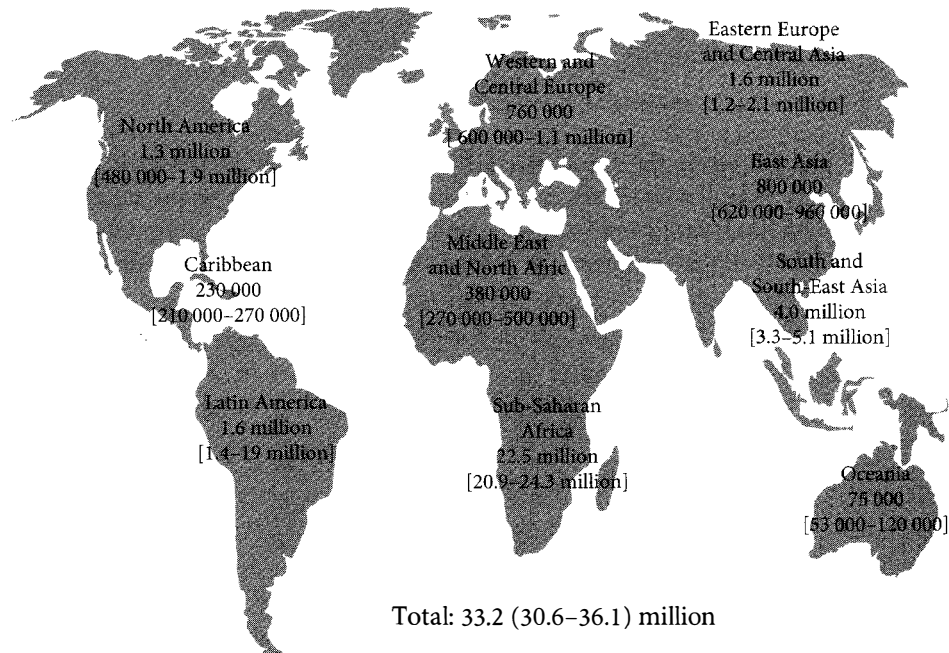 Eastern Europe
and Central Asia
1.6 million
[1.2–2.1 million]
Western and
Central Europe
760 000
[600 000–1.1 million]
North America
1.3 million
[480 000–1.9 million]
East Asia
800 000
[620 000–960 000]
Middle East
and North Afric
380 000
[270 000–500 000]
Caribbean
230 000
[210 000–270 000]
South and
South-East Asia
4.0 million
[3.3–5.1 million]
Latin America
1.6 million
[1.4–19 million]
Sub-Saharan
Africa
22.5 million
[20.9–24.3 million]
Oceania
75 000
[53 000–120 000]
Total: 33.2 (30.6–36.1) million